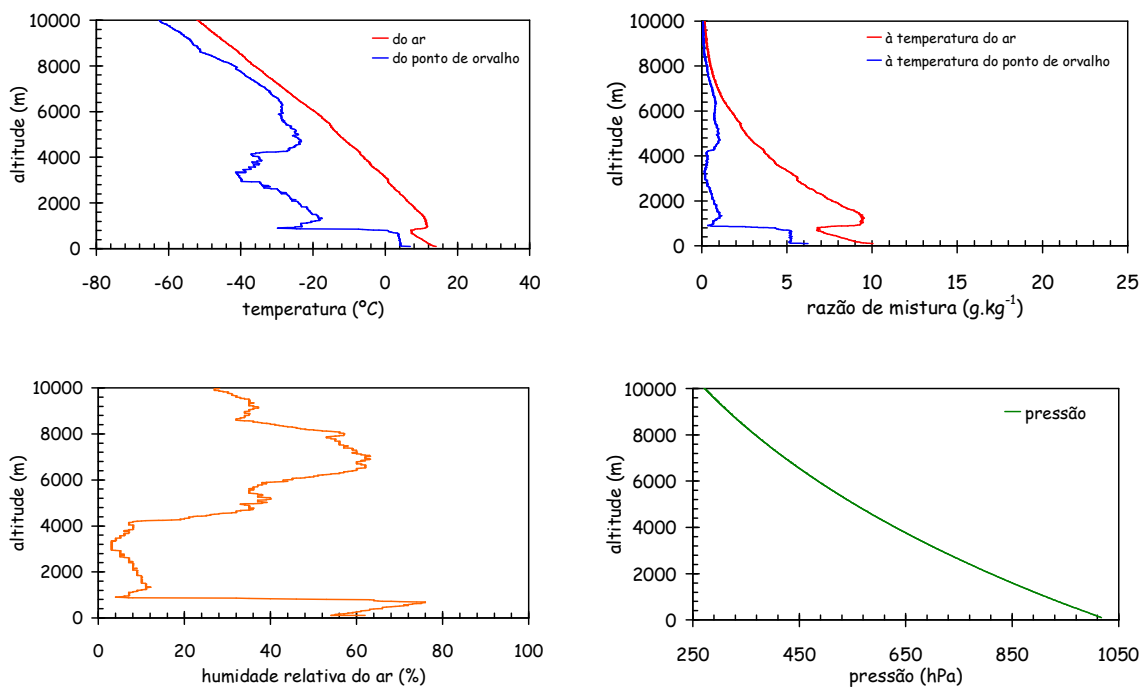 10000
8000
6000
4000
2000
0
altitude (m)
-80 -60 -40 -20 0 20 40
temperatura (ºC)
do ar
do ponto de orvalho
10000
8000
6000
4000
2000
0
altitude (m)
0 5 10 15 20 25
razão de mistura (g.kg⁻¹)
à temperatura do ar
à temperatura do ponto de orvalho
10000
8000
6000
4000
2000
0
altitude (m)
0 20 40 60 80 100
humidade relativa do ar (%)
10000
8000
6000
4000
2000
0
altitude (m)
250 450 650 850 1050
pressão (hPa)
pressão